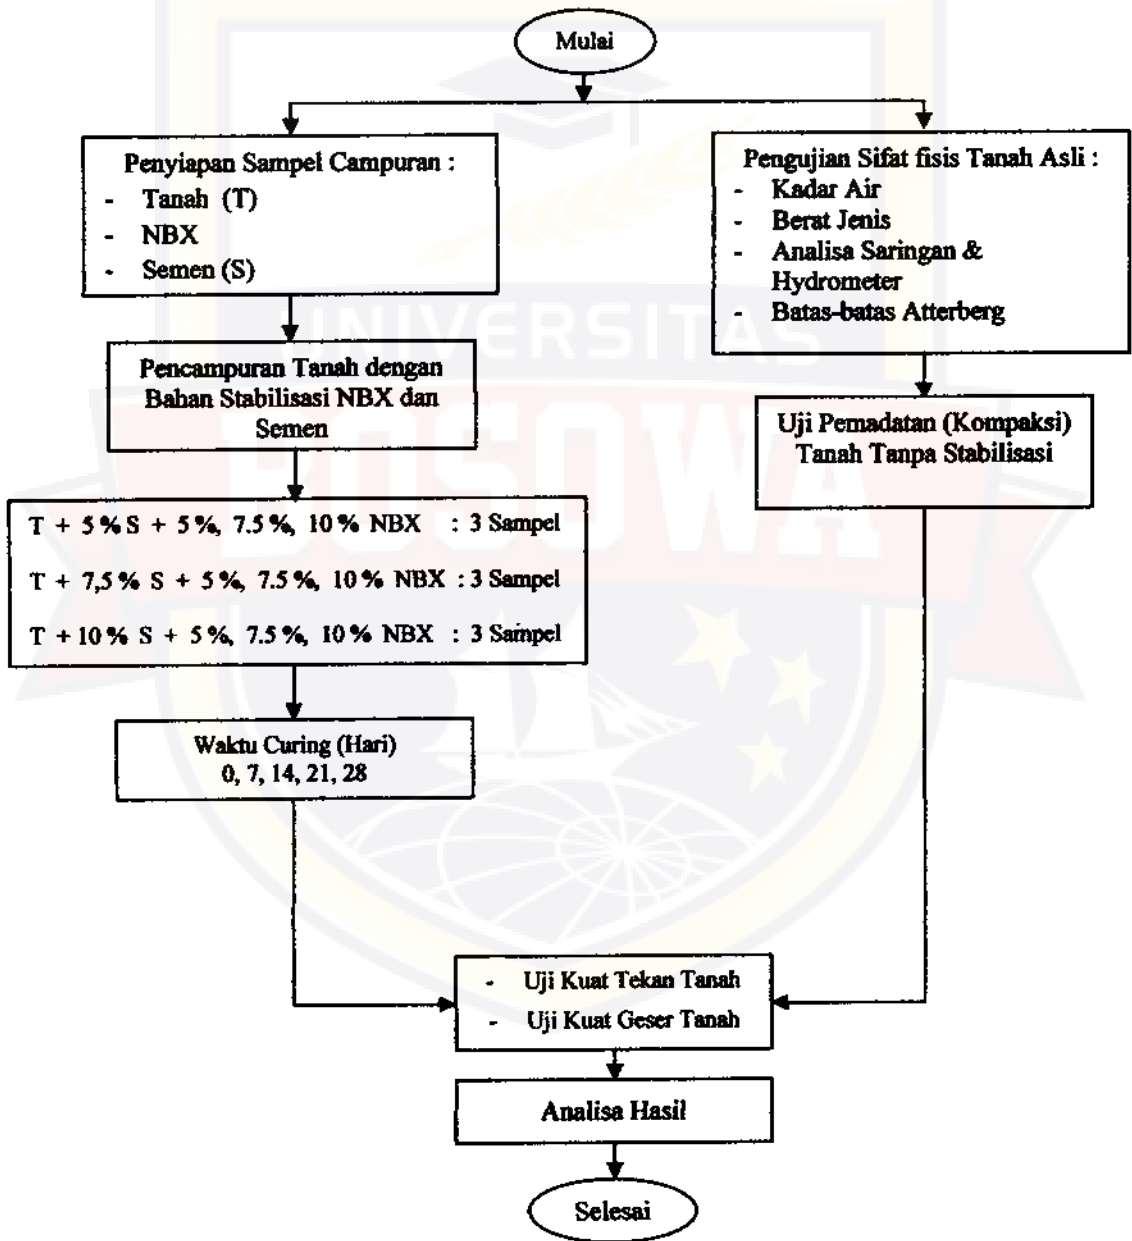 Mulai
Penyiapan Sampel Campuran :
- Tanah (T)
- NBX
- Semen (S)
Pengujian Sifat fisis Tanah Asli :
- Kadar Air
- Berat Jenis
- Analisa Saringan &
Hydrometer
- Batas-batas Atterberg
Pencampuran Tanah dengan
Bahan Stabilisasi NBX dan
Semen
Uji Pemadatan (Kompaksi)
Tanah Tanpa Stabilisasi
T + 5 % S + 5 %, 7.5 %, 10 % NBX : 3 Sampel
T + 7,5 % S + 5 %, 7.5 %, 10 % NBX : 3 Sampel
T + 10 % S + 5 %, 7.5 %, 10 % NBX : 3 Sampel
Waktu Curing (Hari)
0, 7, 14, 21, 28
- Uji Kuat Tekan Tanah
- Uji Kuat Geser Tanah
Analisa Hasil
Selesai
UNIVERSITAS
BOSOWA